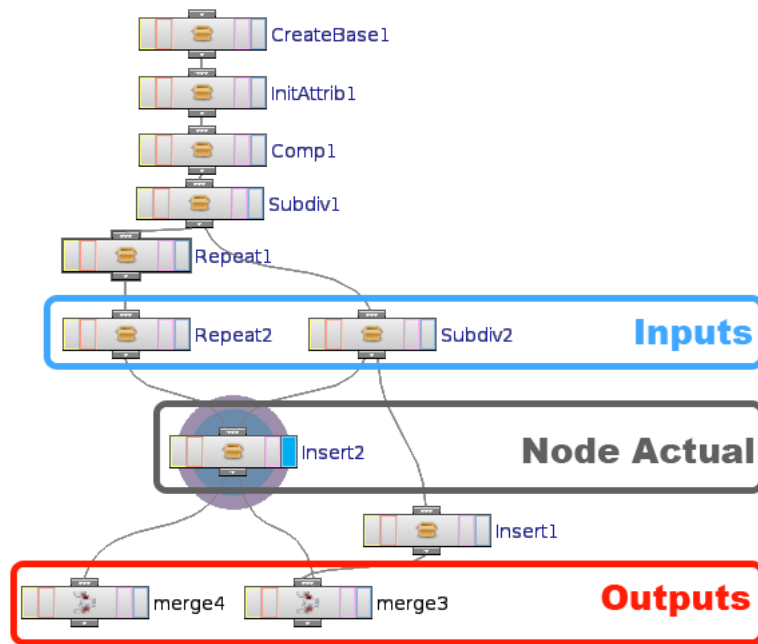 CreateBase1
InitAttrib1
Comp1
Subdiv1
Repeat1
Repeat2
Subdiv2
Inputs
Insert2
Node Actual
Insert1
merge4
merge3
Outputs